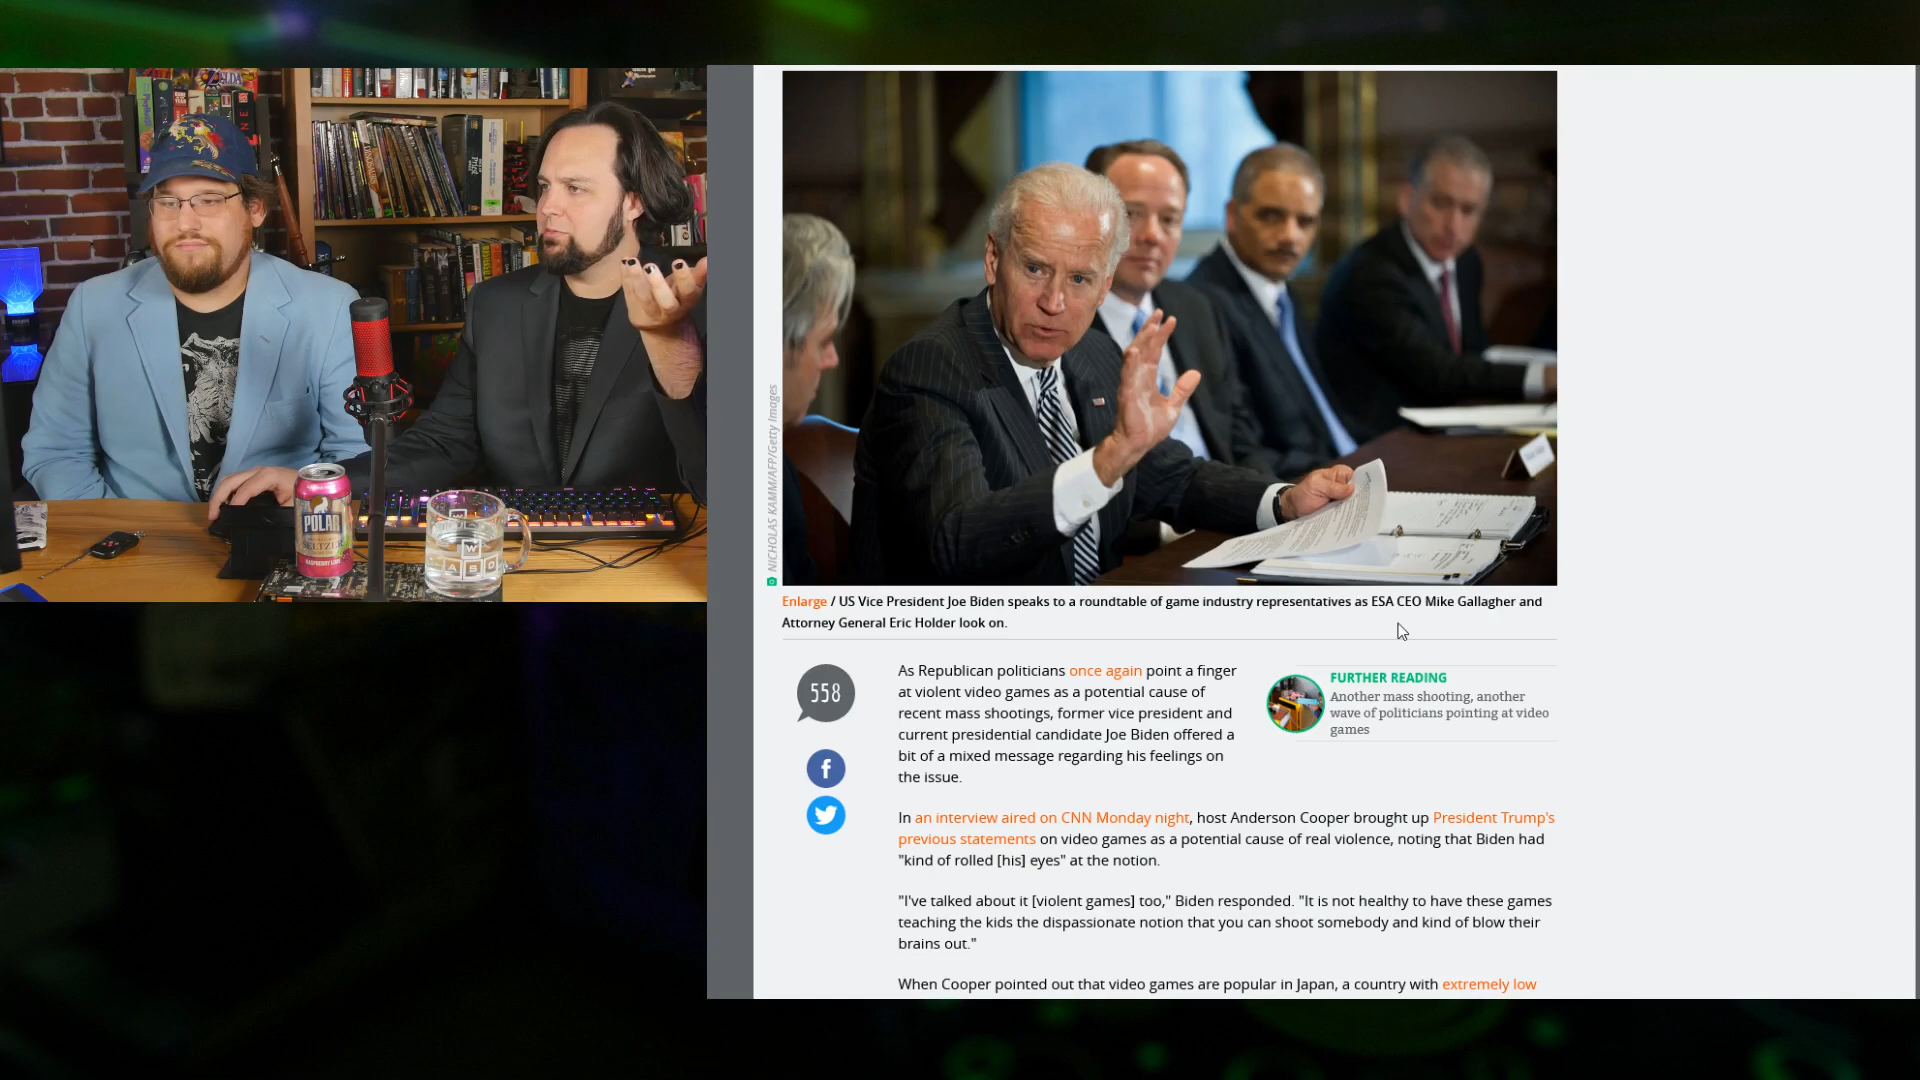 ZELDA
POLAR
SELTZER
RASPBERRY LIME
W
A S D
NICHOLAS KAMM/AFP/Getty Images
Enlarge / US Vice President Joe Biden speaks to a roundtable of game industry representatives as ESA CEO Mike Gallagher and
Attorney General Eric Holder look on.
558
As Republican politicians once again point a finger
at violent video games as a potential cause of
recent mass shootings, former vice president and
current presidential candidate Joe Biden offered a
bit of a mixed message regarding his feelings on
the issue.
FURTHER READING
Another mass shooting, another
wave of politicians pointing at video
games
In an interview aired on CNN Monday night, host Anderson Cooper brought up President Trump's
previous statements on video games as a potential cause of real violence, noting that Biden had
"kind of rolled [his] eyes" at the notion.
"I've talked about it [violent games] too," Biden responded. "It is not healthy to have these games
teaching the kids the dispassionate notion that you can shoot somebody and kind of blow their
brains out."
When Cooper pointed out that video games are popular in Japan, a country with extremely low